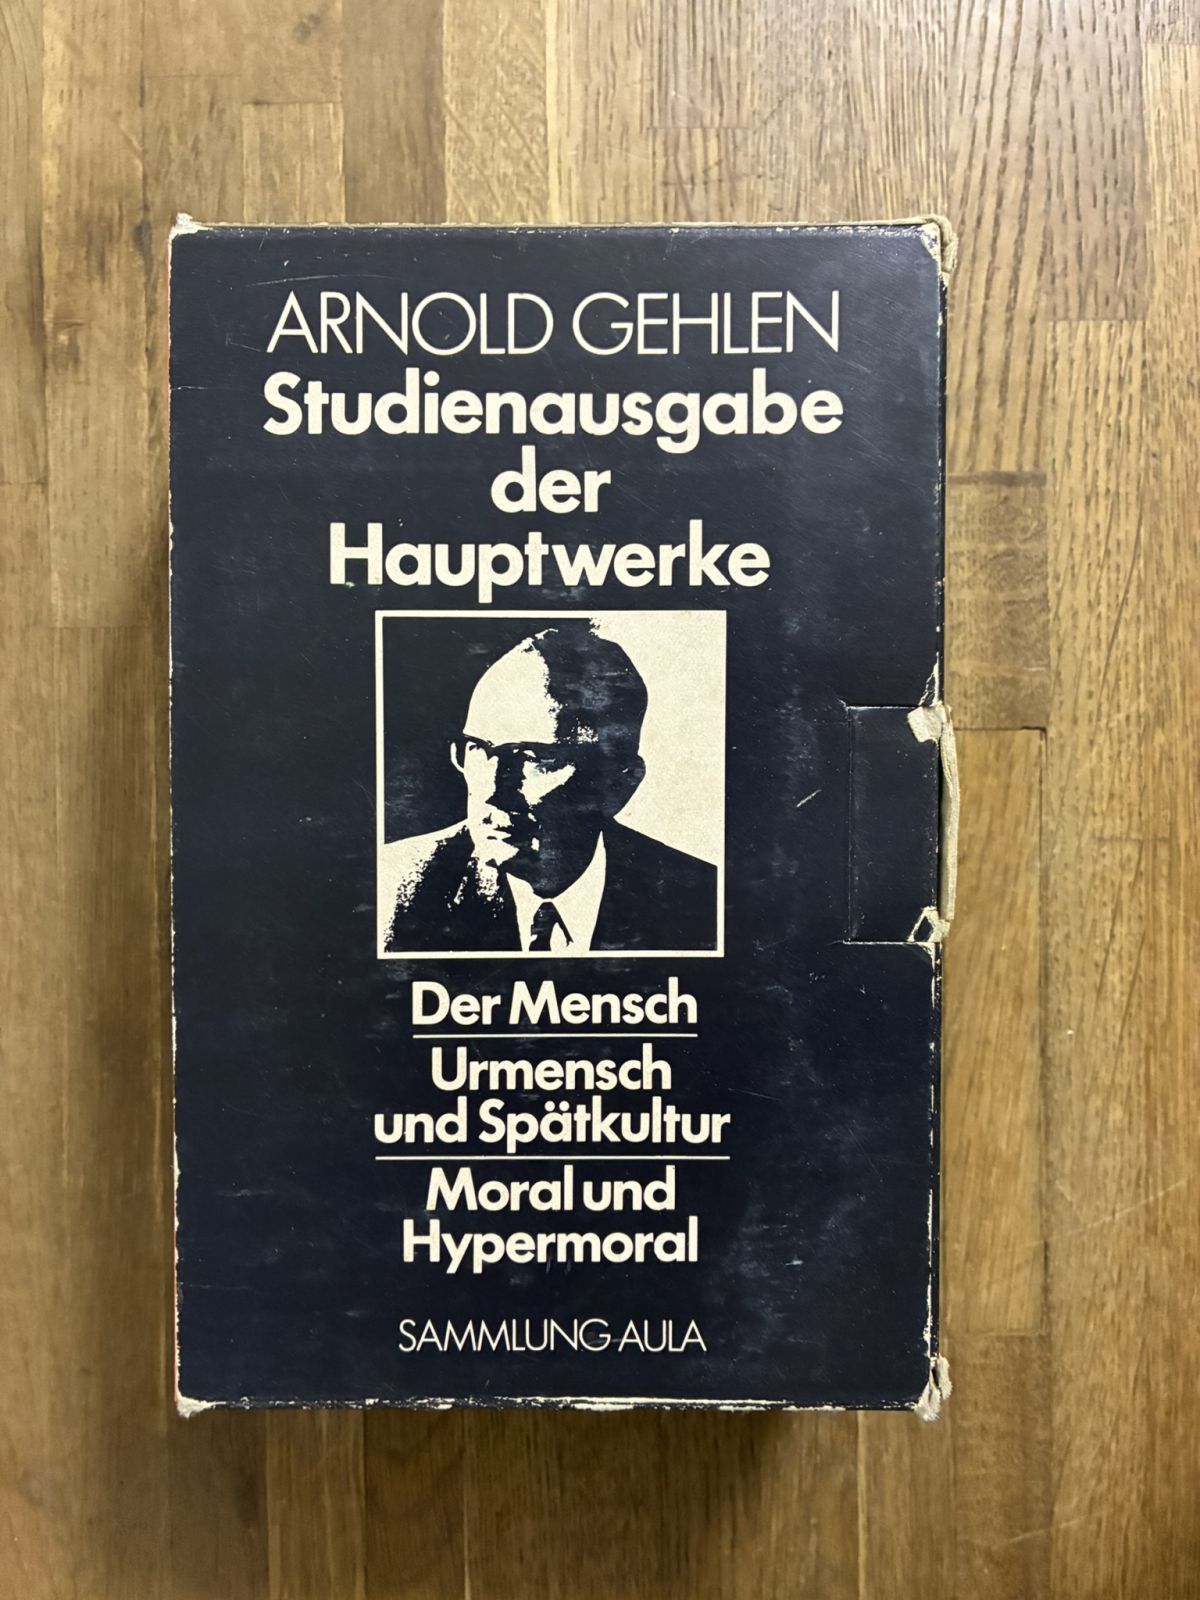 ARNOLD GEHLEN
Studienausgabe
der
Hauptwerke
Der Mensch
Urmensch
und Spätkultur
Moral und
Hypermoral
SAMMLUNG AULA